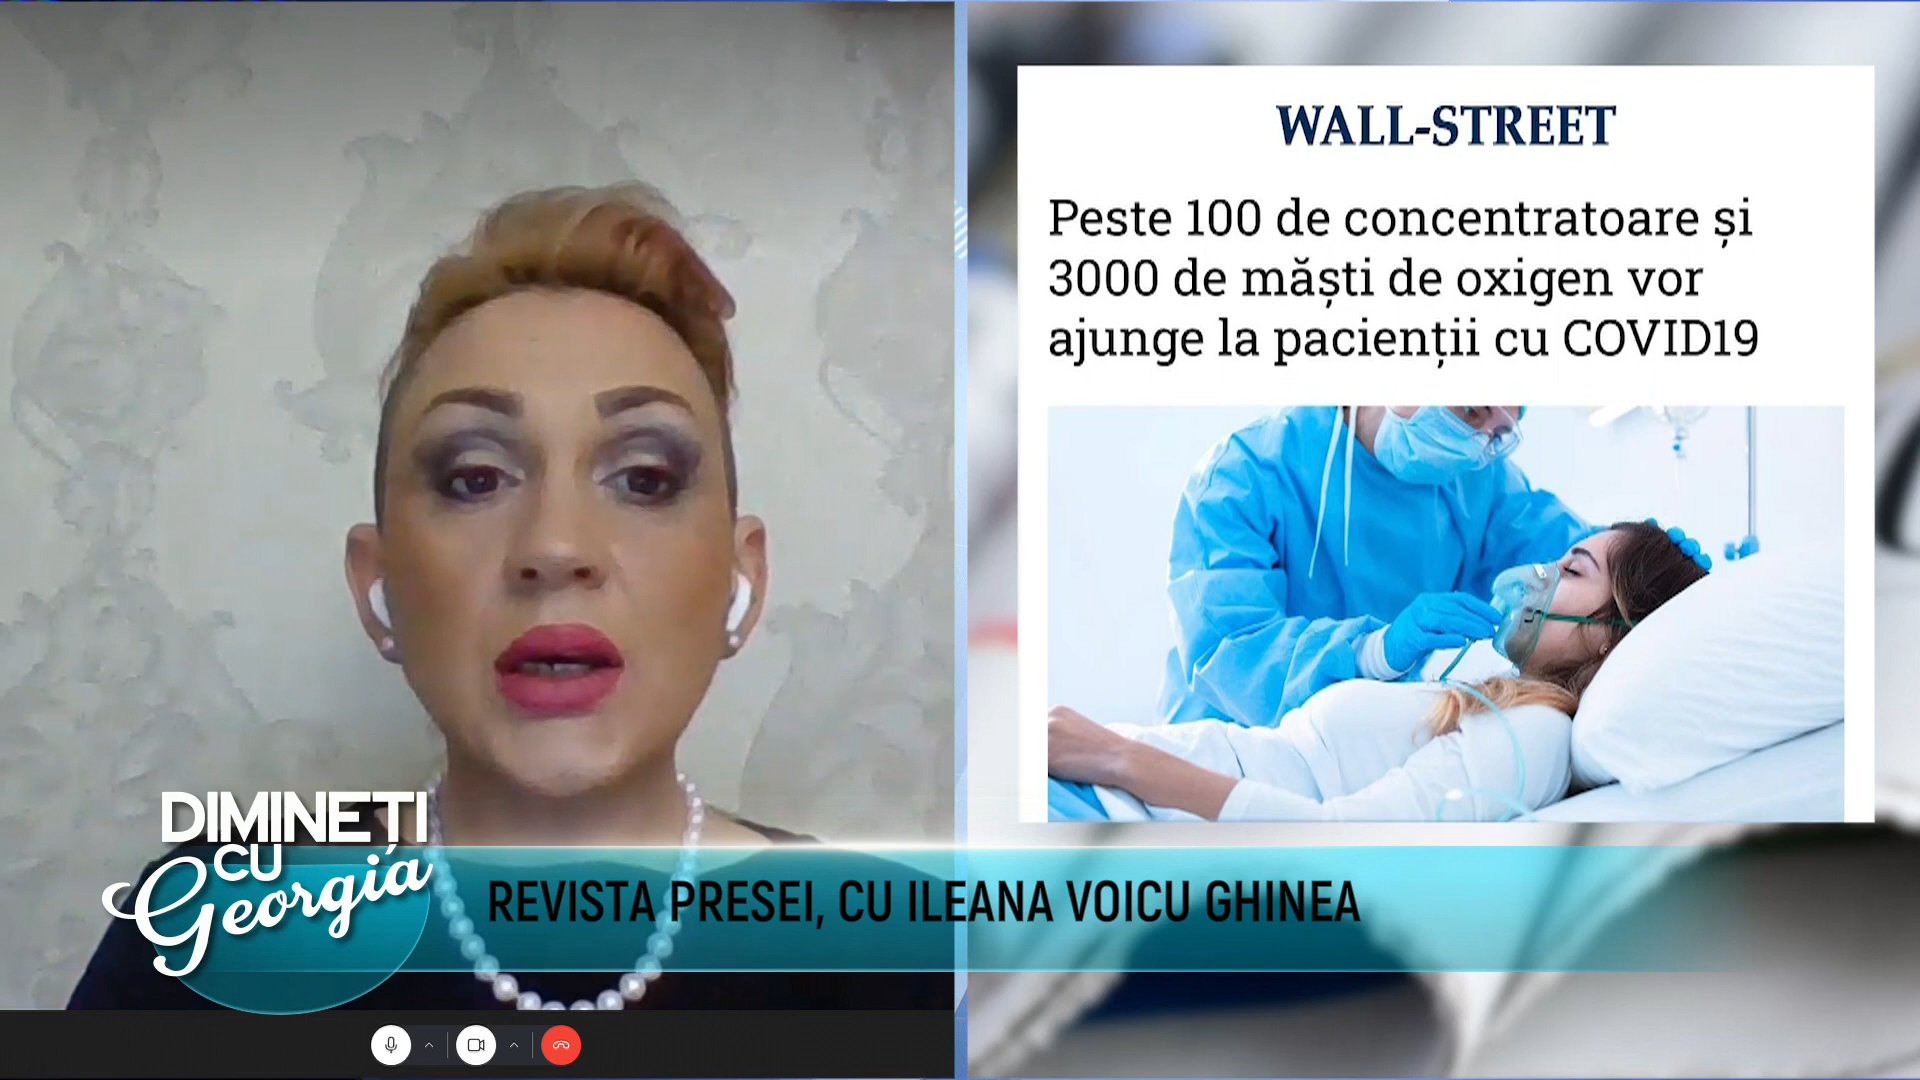 WALL-STREET
Peste 100 de concentratoare și
3000 de măști de oxigen vor
ajunge la pacienții cu COVID19
DIMINEȚI
CU
Georgia
REVISTA PRESEI, CU ILEANA VOICU GHINEA